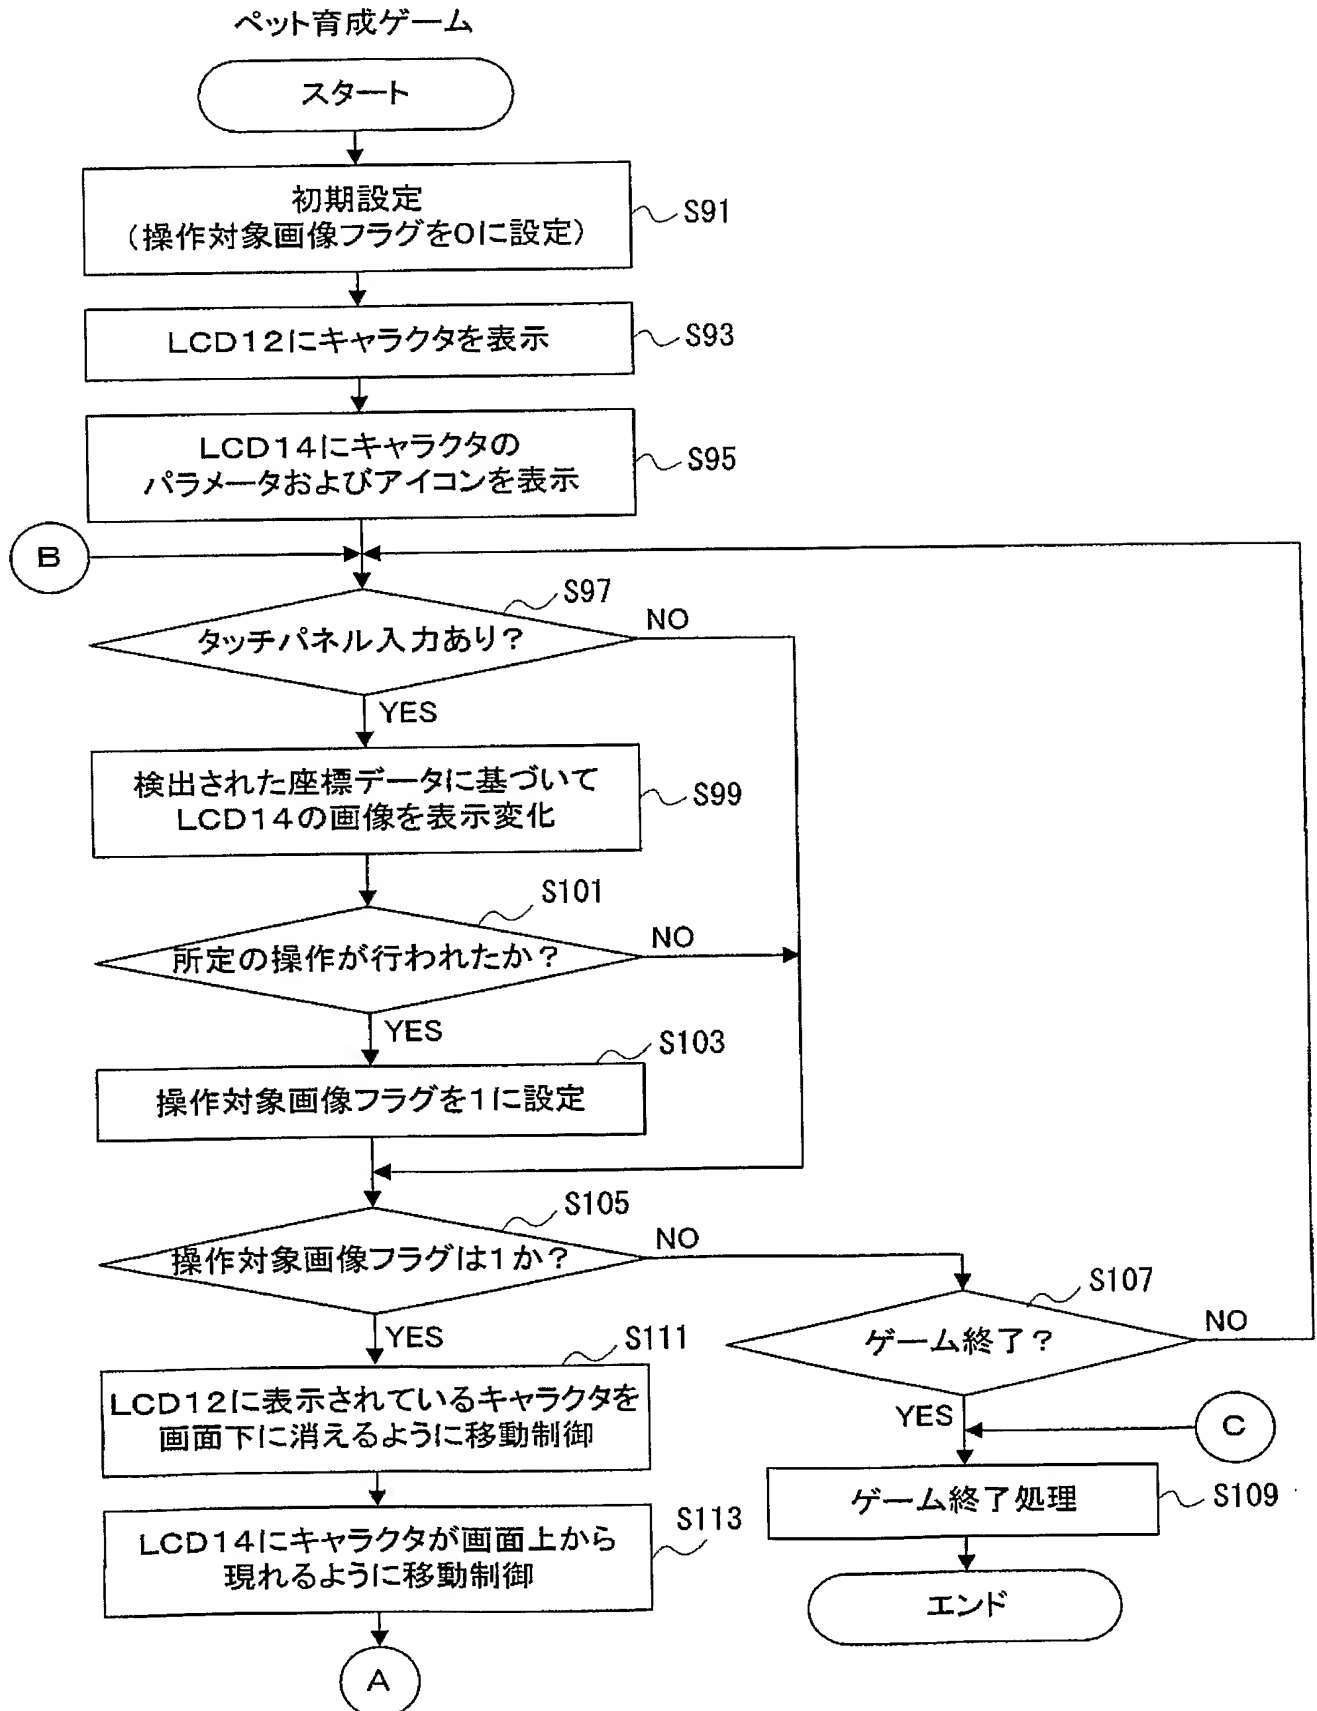 ペット育成ゲーム
スタート
初期設定
(操作対象画像フラグを0に設定)
S91
LCD12にキャラクタを表示
S93
LCD14にキャラクタの
パラメータおよびアイコンを表示
S95
B
S97
タッチパネル入力あり?
NO
YES
検出された座標データに基づいて
LCD14の画像を表示変化
S99
S101
所定の操作が行われたか?
NO
YES
S103
操作対象画像フラグを1に設定
S105
操作対象画像フラグは1か?
NO
S107
ゲーム終了?
NO
YES
S111
LCD12に表示されているキャラクタを
画面下に消えるように移動制御
YES
C
ゲーム終了処理
S109
S113
LCD14にキャラクタが画面上から
現れるように移動制御
エンド
A